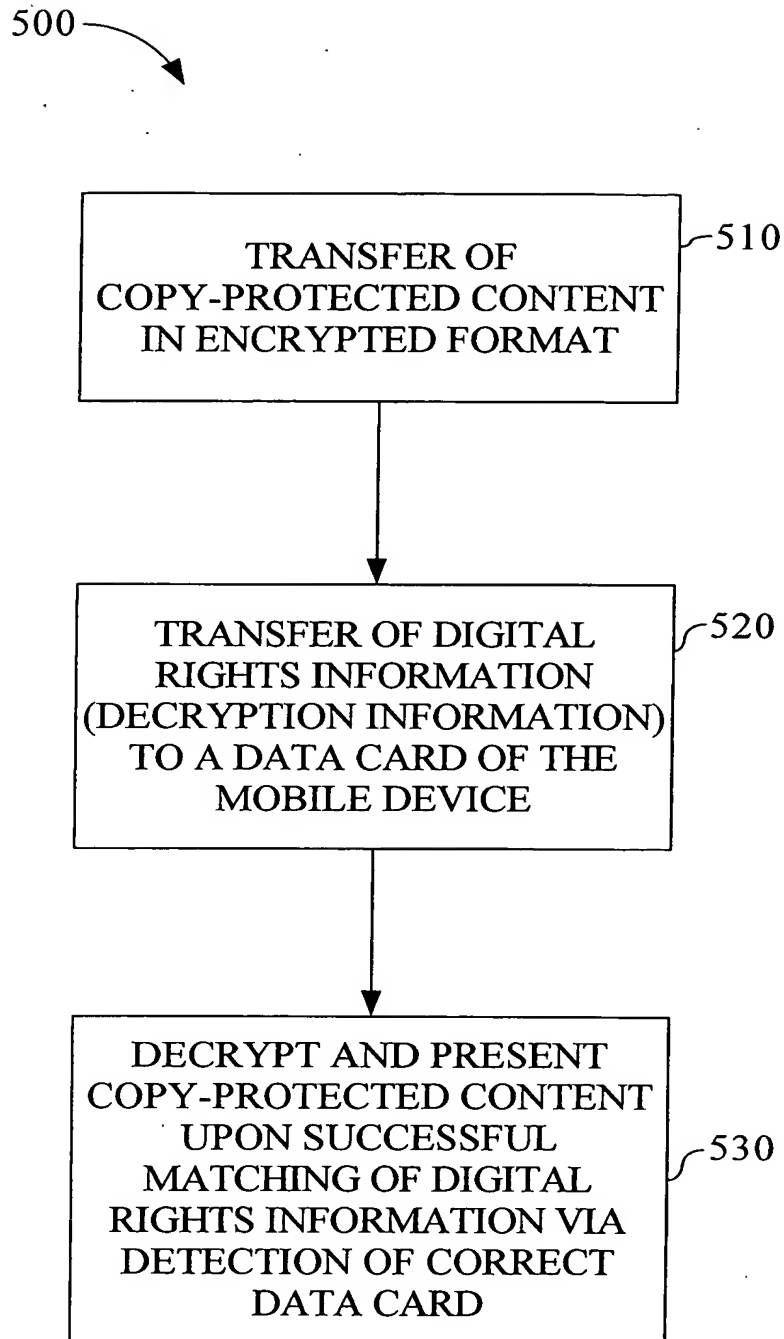 500
TRANSFER OF
COPY-PROTECTED CONTENT
IN ENCRYPTED FORMAT
510
TRANSFER OF DIGITAL
RIGHTS INFORMATION
(DECRYPTION INFORMATION)
TO A DATA CARD OF THE
MOBILE DEVICE
520
DECRYPT AND PRESENT
COPY-PROTECTED CONTENT
UPON SUCCESSFUL
MATCHING OF DIGITAL
RIGHTS INFORMATION VIA
DETECTION OF CORRECT
DATA CARD
530